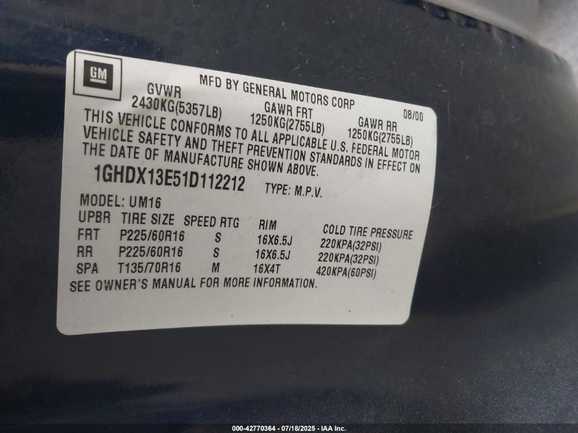 GM
MFD BY GENERAL MOTORS CORP 08/00
GVWR GAWR FRT GAWR RR
2430KG(5357LB) 1250KG(2755LB) 1250KG(2755LB)
THIS VEHICLE CONFORMS TO ALL APPLICABLE U.S. FEDERAL MOTOR
VEHICLE SAFETY AND THEFT PREVENTION STANDARDS IN EFFECT ON
THE DATE OF MANUFACTURE SHOWN ABOVE.
1GHDX13E51D112212 TYPE: M.P.V.
MODEL: UM16
UPBR TIRE SIZE SPEED RTG RIM COLD TIRE PRESSURE
FRT P225/60R16 S 16X6.5J 220KPA(32PSI)
RR P225/60R16 S 16X6.5J 220KPA(32PSI)
SPA T135/70R16 M 16X4T 420KPA(60PSI)
SEE OWNER'S MANUAL FOR MORE INFORMATION.
000-42770364 - 07/18/2025 - IAA Inc.